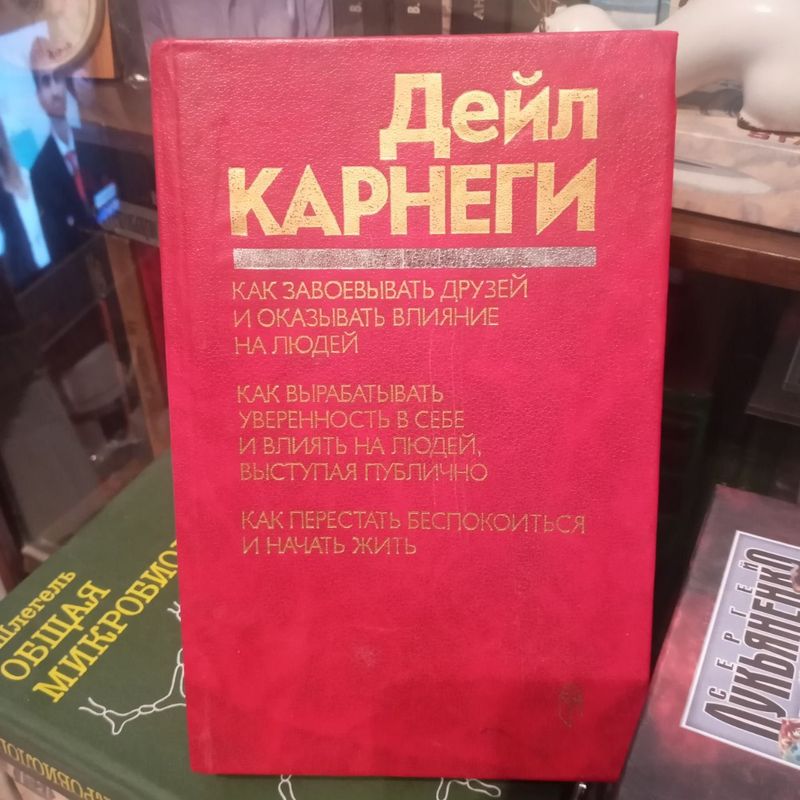 Дейл
КАРНЕГИ
КАК ЗАВОЕВЫВАТЬ ДРУЗЕЙ
И ОКАЗЫВАТЬ ВЛИЯНИЕ
НА ЛЮДЕЙ
КАК ВЫРАБАТЫВАТЬ
УВЕРЕННОСТЬ В СЕБЕ
И ВЛИЯТЬ НА ЛЮДЕЙ,
ВЫСТУПАЯ ПУБЛИЧНО
КАК ПЕРЕСТАТЬ БЕСПОКОИТЬСЯ
И НАЧАТЬ ЖИТЬ
Шлегель
ОБЩАЯ
МИКРОБИО
СЕРГЕЙ
ЛУКЬЯНЕНКО